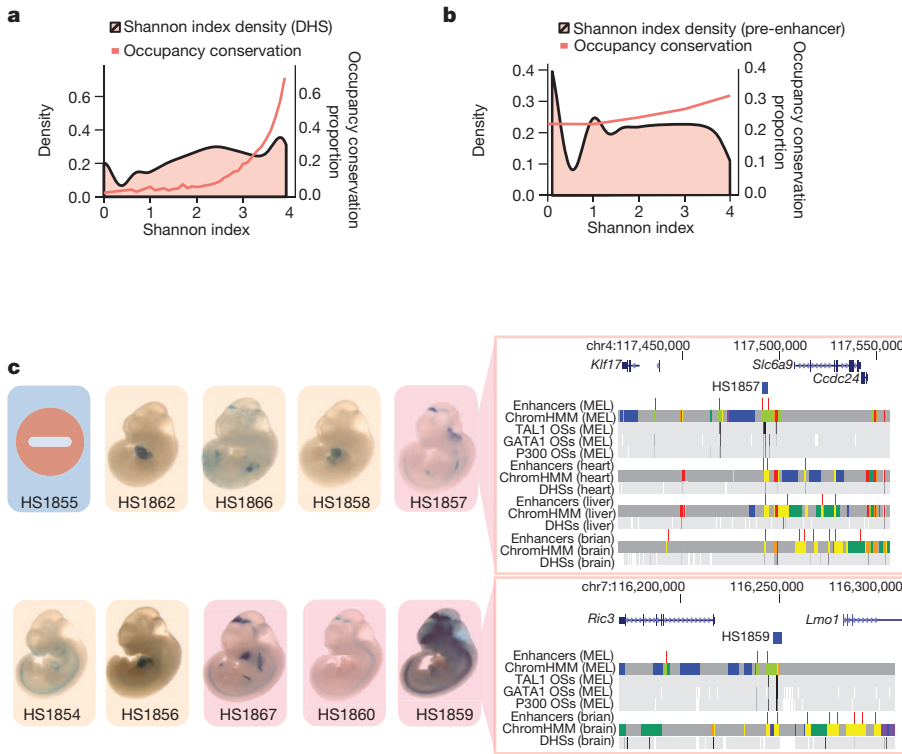 a
Shannon index density (DHS)
Occupancy conservation
Density
0.6
0.4
0.2
0.0
0.6
0.4
0.2
0.0
Occupancy conservation
proportion
0 1 2 3 4
Shannon index
b
Shannon index density (pre-enhancer)
Occupancy conservation
Density
0.4
0.3
0.2
0.1
0.0
0.4
0.3
0.2
0.1
0.0
Occupancy conservation
proportion
0 1 2 3 4
Shannon index
c
HS1855 HS1862 HS1866 HS1858 HS1857
HS1854 HS1856 HS1867 HS1860 HS1859
chr4:117,450,000 117,500,000 117,550,000
Klf17 Slc6a9
Ccdc24
HS1857
Enhancers (MEL)
ChromHMM (MEL)
TAL1 OSs (MEL)
GATA1 OSs (MEL)
P300 OSs (MEL)
Enhancers (heart)
ChromHMM (heart)
DHSs (heart)
Enhancers (liver)
ChromHMM (liver)
DHSs (liver)
Enhancers (brian)
ChromHMM (brain)
DHSs (brain)
chr7:116,200,000 116,250,000 116,300,000
Ric3 Lmo1
HS1859
Enhancers (MEL)
ChromHMM (MEL)
TAL1 OSs (MEL)
GATA1 OSs (MEL)
P300 OSs (MEL)
Enhancers (brian)
ChromHMM (brain)
DHSs (brain)